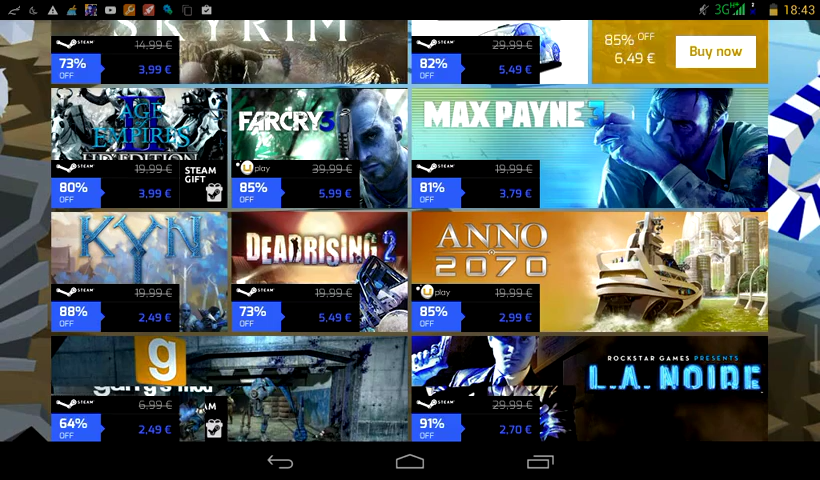 3G H+ 18:43
SKYRIM
STEAM 14,99 €
73% OFF 3,99 €
STEAM 29,99 €
82% OFF 5,49 €
85% OFF
6,49 €
Buy now
AGE
EMPIRES
II
HD EDITION
STEAM 19,99 €
80% OFF 3,99 €
STEAM
GIFT
FARCRY3
Uplay 39,99 €
85% OFF 5,99 €
MAX PAYNE 3
STEAM 19,99 €
81% OFF 3,79 €
KYN
STEAM 19,99 €
88% OFF 2,49 €
DEADRISING 2
STEAM 19,99 €
73% OFF 5,49 €
ANNO
2070
Uplay 19,99 €
85% OFF 2,99 €
g
garry's mod
STEAM 6,99 €
64% OFF 2,49 €
AM
ROCKSTAR GAMES PRESENTS
L.A. NOIRE
STEAM 29,99 €
91% OFF 2,70 €